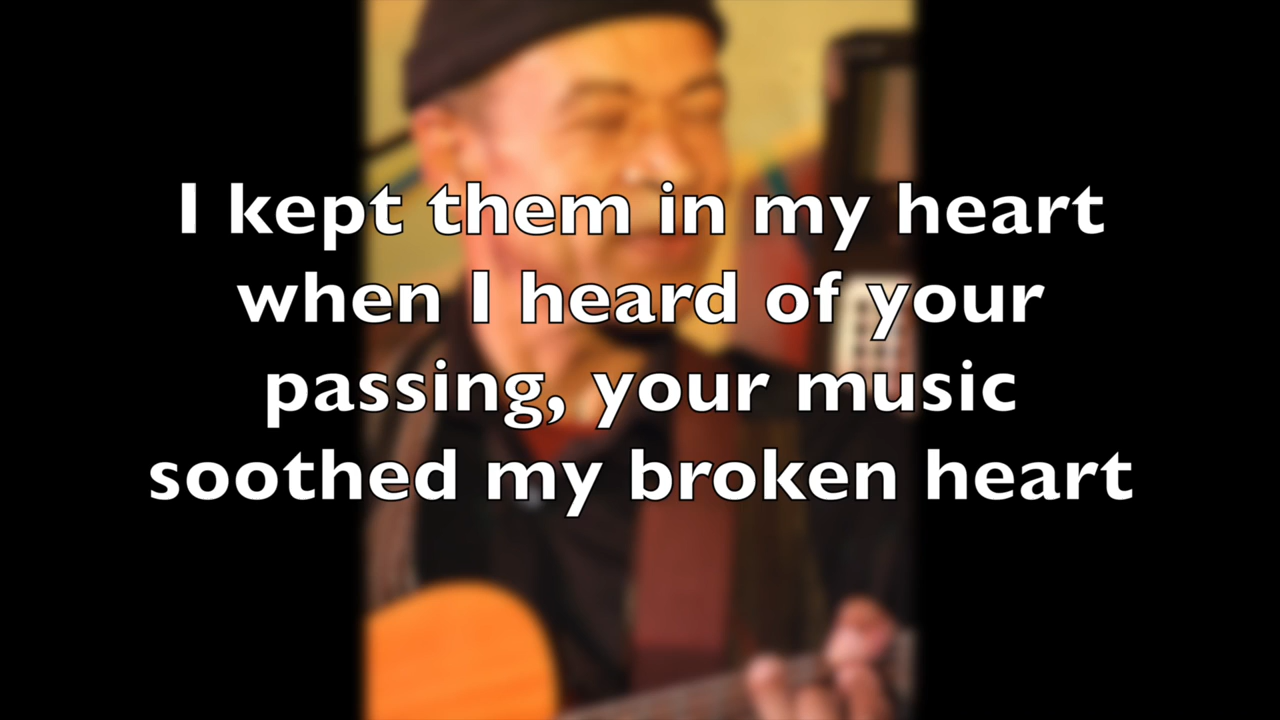 I kept them in my heart
when I heard of your
passing, your music
soothed my broken heart